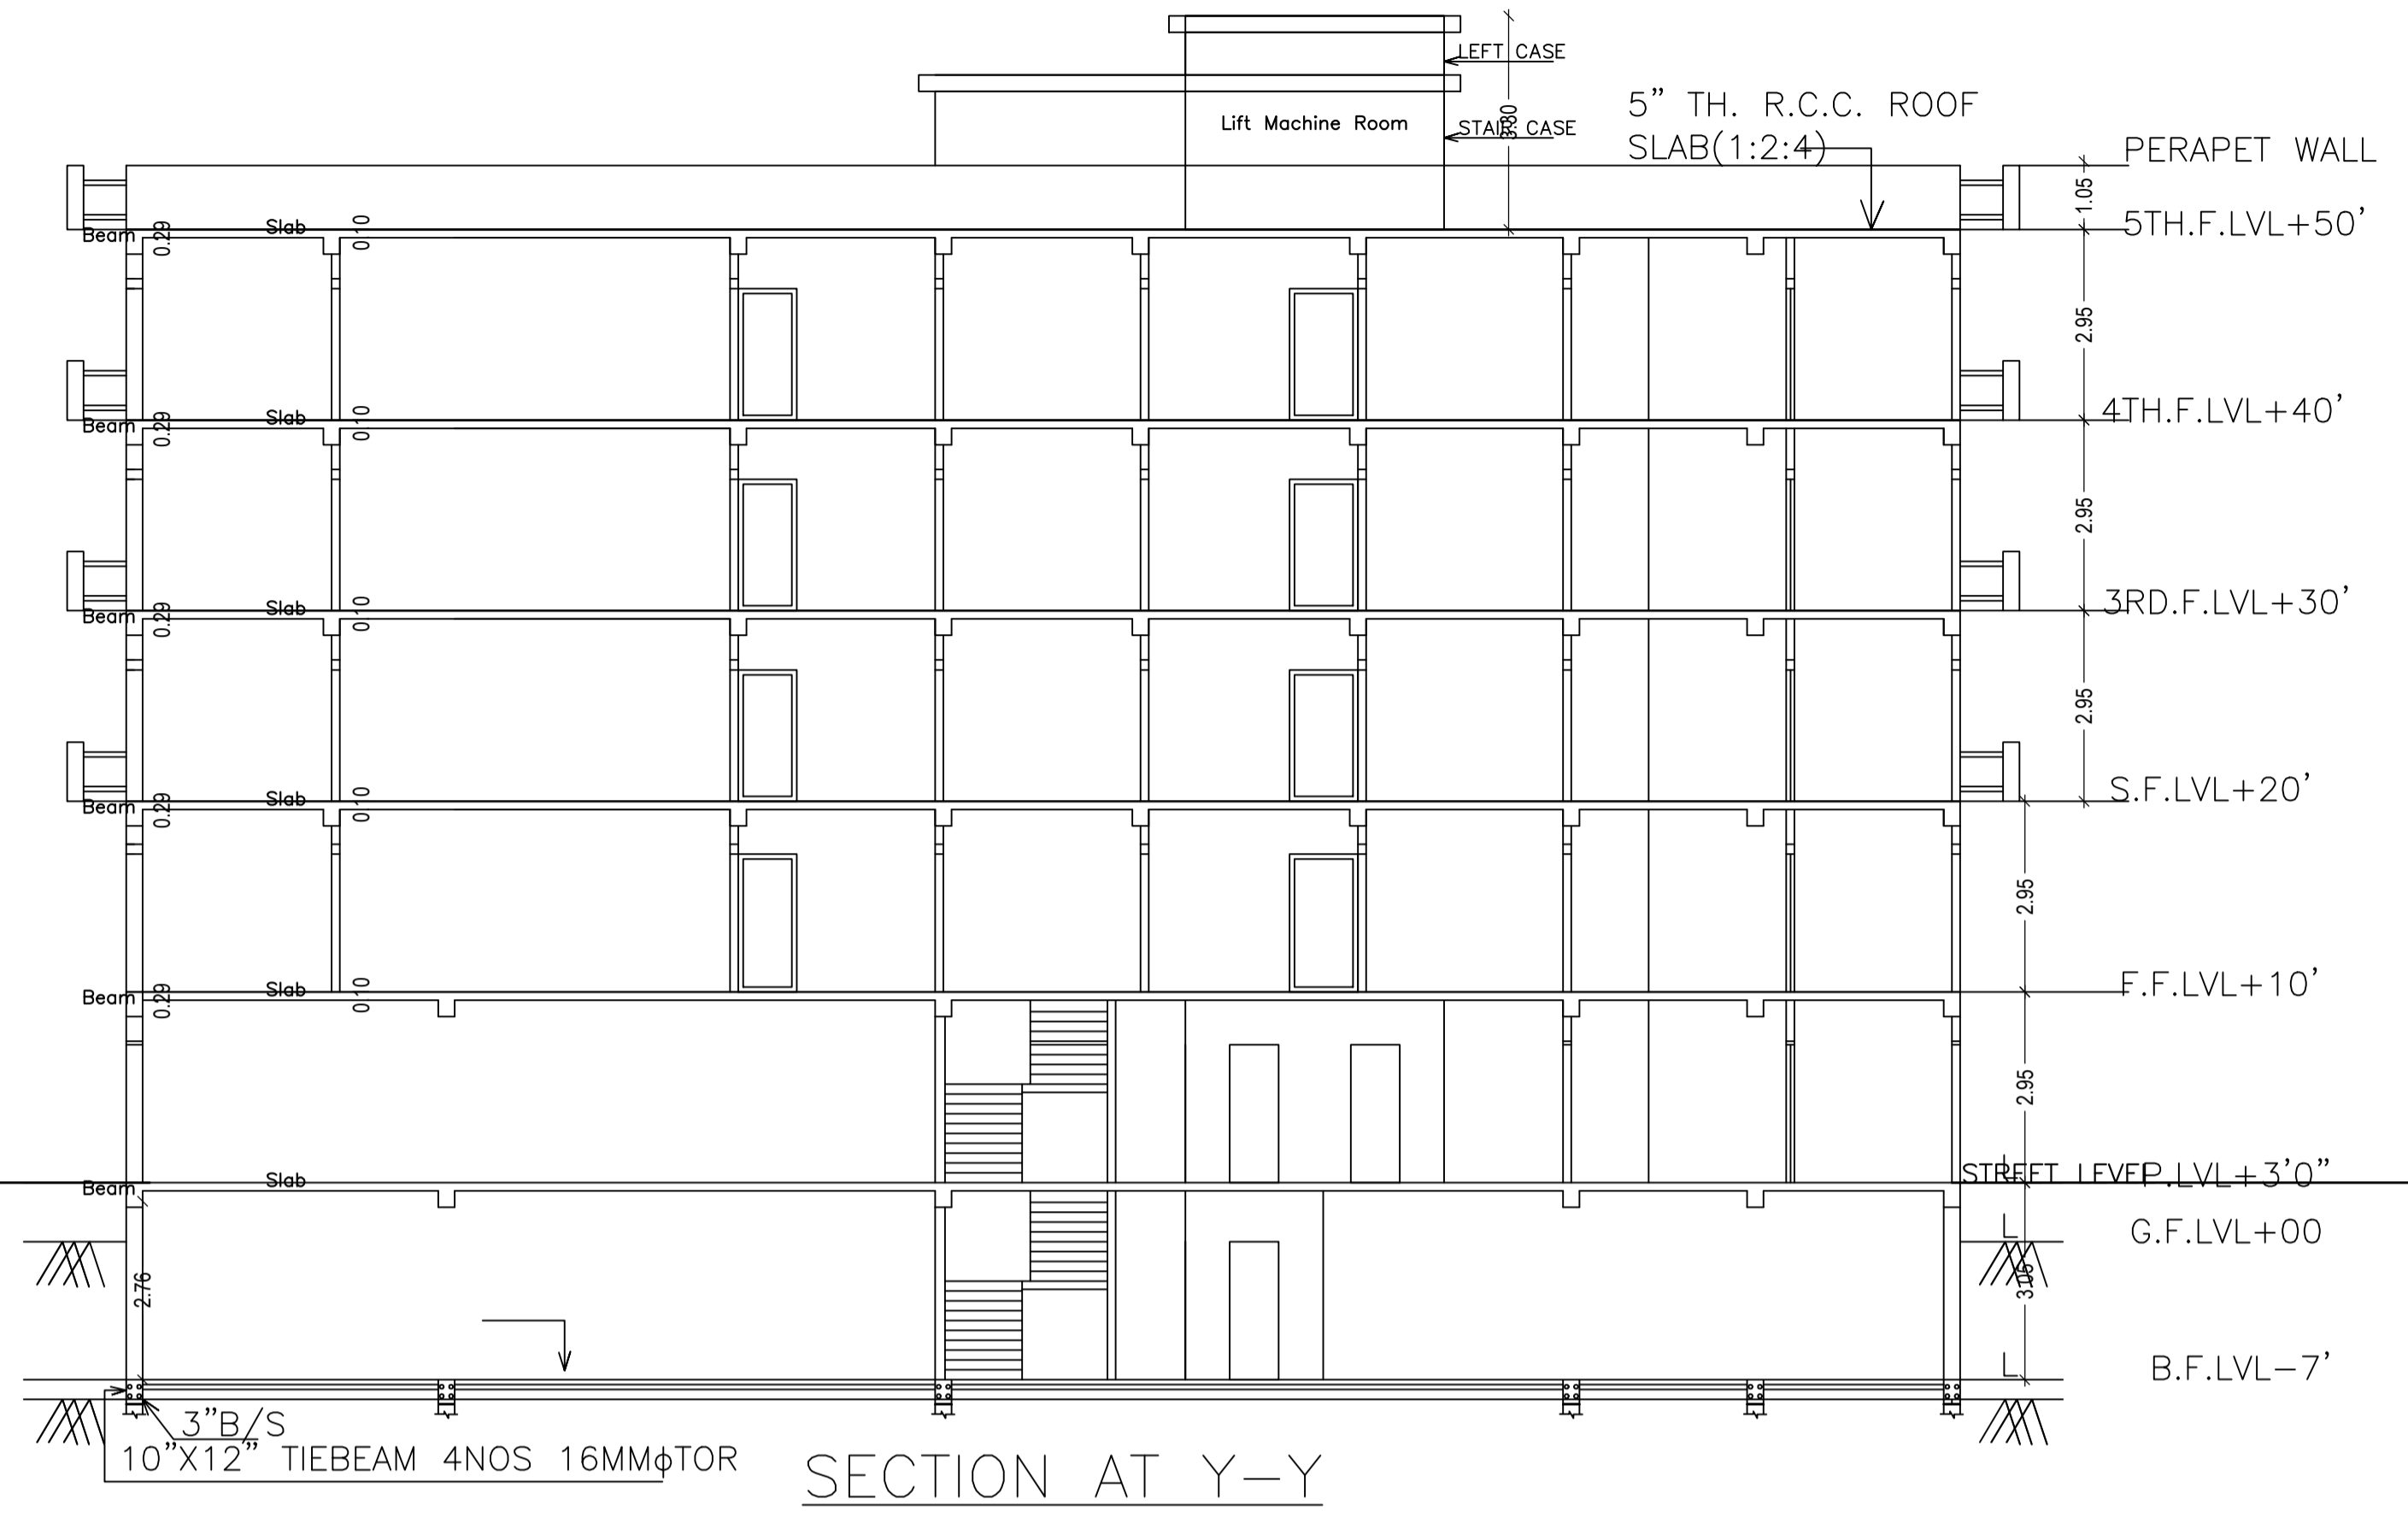 LEFT CASE
Lift Machine Room
STAIR CASE
3.30
5” TH. R.C.C. ROOF
SLAB(1:2:4)
PERAPET WALL
1.05
5TH.F.LVL+50’
Beam
0.29
Slab
0.10
2.95
4TH.F.LVL+40’
Beam
0.29
Slab
0.10
2.95
3RD.F.LVL+30’
Beam
0.29
Slab
0.10
2.95
S.F.LVL+20’
Beam
0.29
Slab
0.10
2.95
F.F.LVL+10’
Beam
0.29
Slab
0.10
2.95
STREET LEVEL
P.LVL+3’0”
Beam
Slab
G.F.LVL+00
2.76
3.05
B.F.LVL-7’
3”B/S
10”X12” TIEBEAM 4NOS 16MMϕTOR
SECTION AT Y-Y